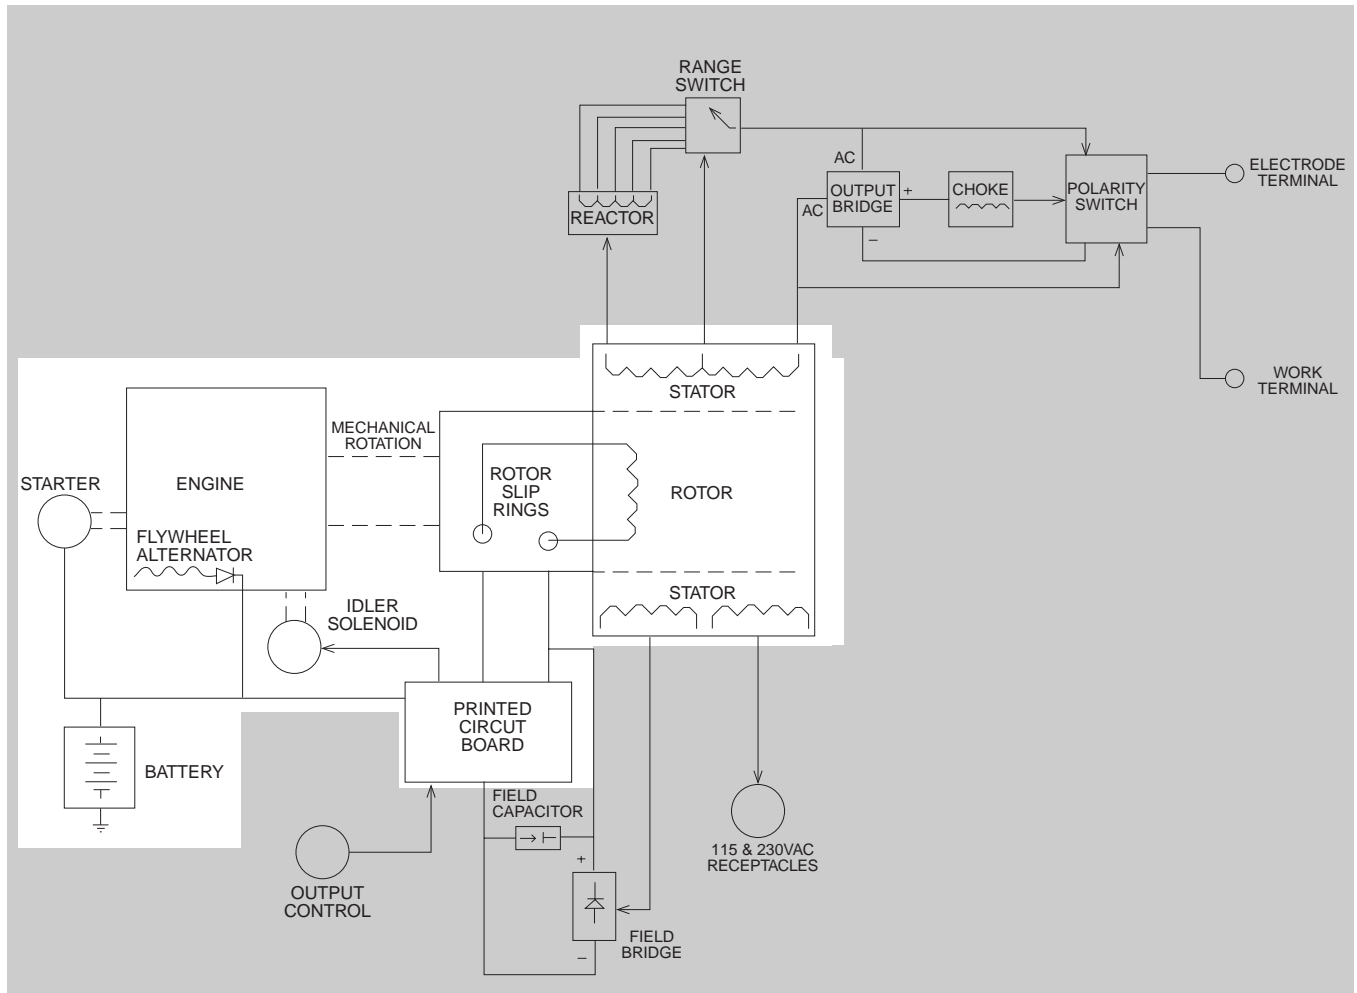 RANGE
SWITCH
AC
OUTPUT
BRIDGE
AC
+
–
CHOKE
POLARITY
SWITCH
ELECTRODE
TERMINAL
REACTOR
WORK
TERMINAL
STATOR
MECHANICAL
ROTATION
STARTER
ENGINE
ROTOR
SLIP
RINGS
ROTOR
FLYWHEEL
ALTERNATOR
STATOR
IDLER
SOLENOID
PRINTED
CIRCUT
BOARD
BATTERY
FIELD
CAPACITOR
115 & 230VAC
RECEPTACLES
+
OUTPUT
CONTROL
FIELD
BRIDGE
–